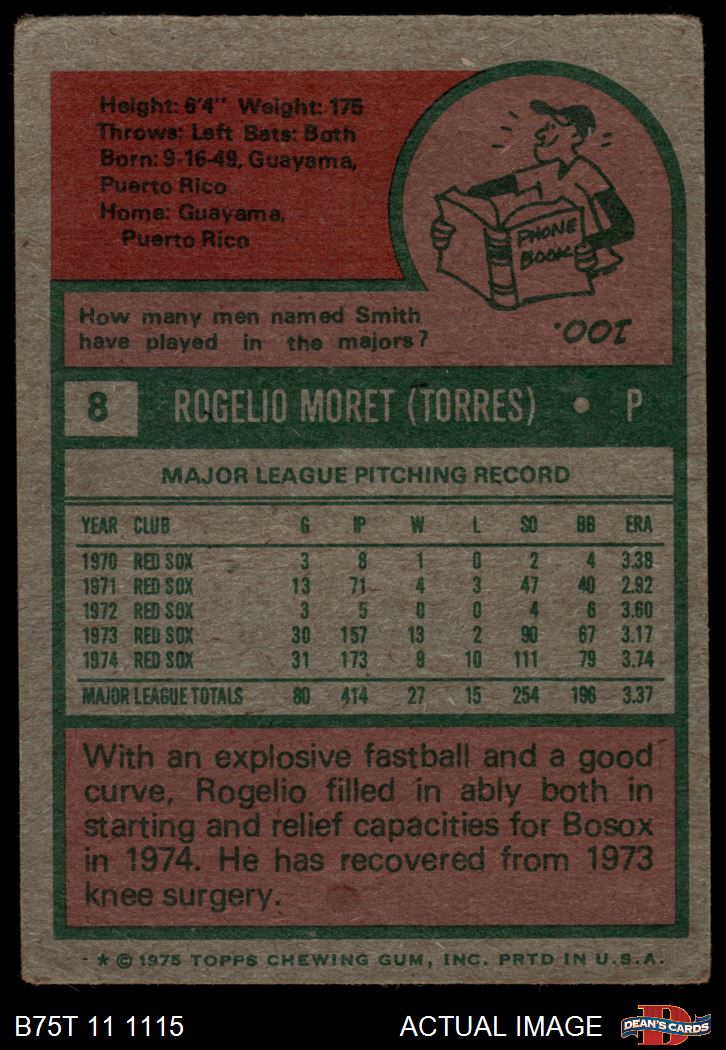 Height: 6'4" Weight: 175
Throws: Left Bats: Both
Born: 9-16-49, Guayama,
Puerto Rico
Home: Guayama,
Puerto Rico
PHONE
BOOK
How many men named Smith
have played in the majors?
100.
8 ROGELIO MORET (TORRES) • P
MAJOR LEAGUE PITCHING RECORD
YEAR CLUB G IP W L SO BB ERA
1970 RED SOX 3 8 1 0 2 4 3.38
1971 RED SOX 13 71 4 3 47 40 2.92
1972 RED SOX 3 5 0 0 4 6 3.60
1973 RED SOX 30 157 13 2 90 67 3.17
1974 RED SOX 31 173 9 10 111 79 3.74
MAJOR LEAGUE TOTALS 80 414 27 15 254 196 3.37
With an explosive fastball and a good
curve, Rogelio filled in ably both in
starting and relief capacities for Bosox
in 1974. He has recovered from 1973
knee surgery.
* © 1975 TOPPS CHEWING GUM, INC. PRTD IN U.S.A.
B75T 11 1115
ACTUAL IMAGE
D
DEAN'S CARDS